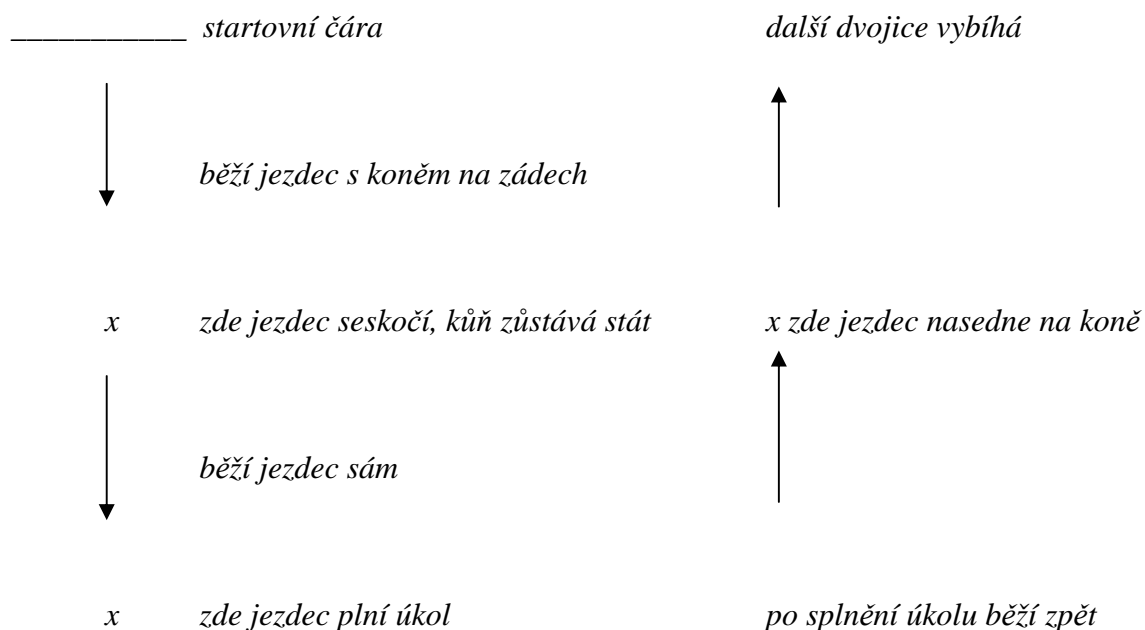 ___________ startovní čára další dvojice vybíhá
běží jezdec s koněm na zádech
x zde jezdec seskočí, kůň zůstává stát x zde jezdec nasedne na koně
běží jezdec sám
x zde jezdec plní úkol po splnění úkolu běží zpět